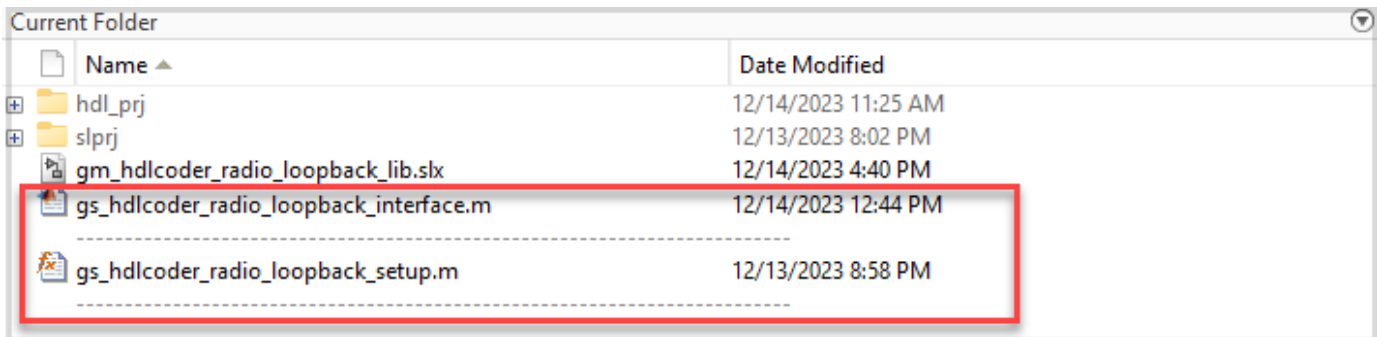 Current Folder
Name Date Modified
hdl_prj 12/14/2023 11:25 AM
slprj 12/13/2023 8:02 PM
gm_hdlcoder_radio_loopback_lib.slx 12/14/2023 4:40 PM
gs_hdlcoder_radio_loopback_interface.m 12/14/2023 12:44 PM
--------------------------------------------------------------------------
gs_hdlcoder_radio_loopback_setup.m 12/13/2023 8:58 PM
--------------------------------------------------------------------------